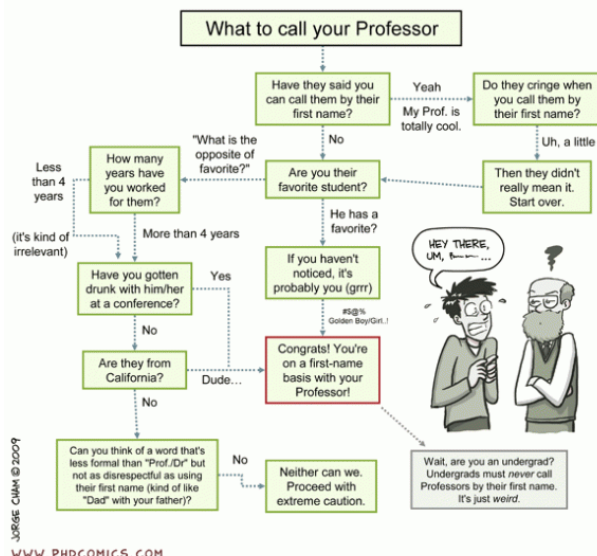 What to call your Professor
Have they said you
can call them by their
first name?
Yeah
My Prof. is
totally cool.
Do they cringe when
you call them by
their first name?
Uh, a little
Then they didn't
really mean it.
Start over.
No
Are you their
favorite student?
"What is the
opposite of
favorite?"
How many
years have
you worked
for them?
Less
than 4
years
(it's kind of
irrelevant)
More than 4 years
He has a
favorite?
If you haven't
noticed, it's
probably you (grrr)
#$@%
Golden Boy/Girl..!
Have you gotten
drunk with him/her
at a conference?
Yes
No
Are they from
California?
Dude...
Congrats! You're
on a first-name
basis with your
Professor!
No
Can you think of a word that's
less formal than "Prof./Dr" but
not as disrespectful as using
their first name (kind of like
"Dad" with your father)?
No
Neither can we.
Proceed with
extreme caution.
HEY THERE,
UM,
?
Wait, are you an undergrad?
Undergrads must never call
Professors by their first name.
It's just weird.
JORGE CHAM © 2009
WWW.PHDCOMICS.COM